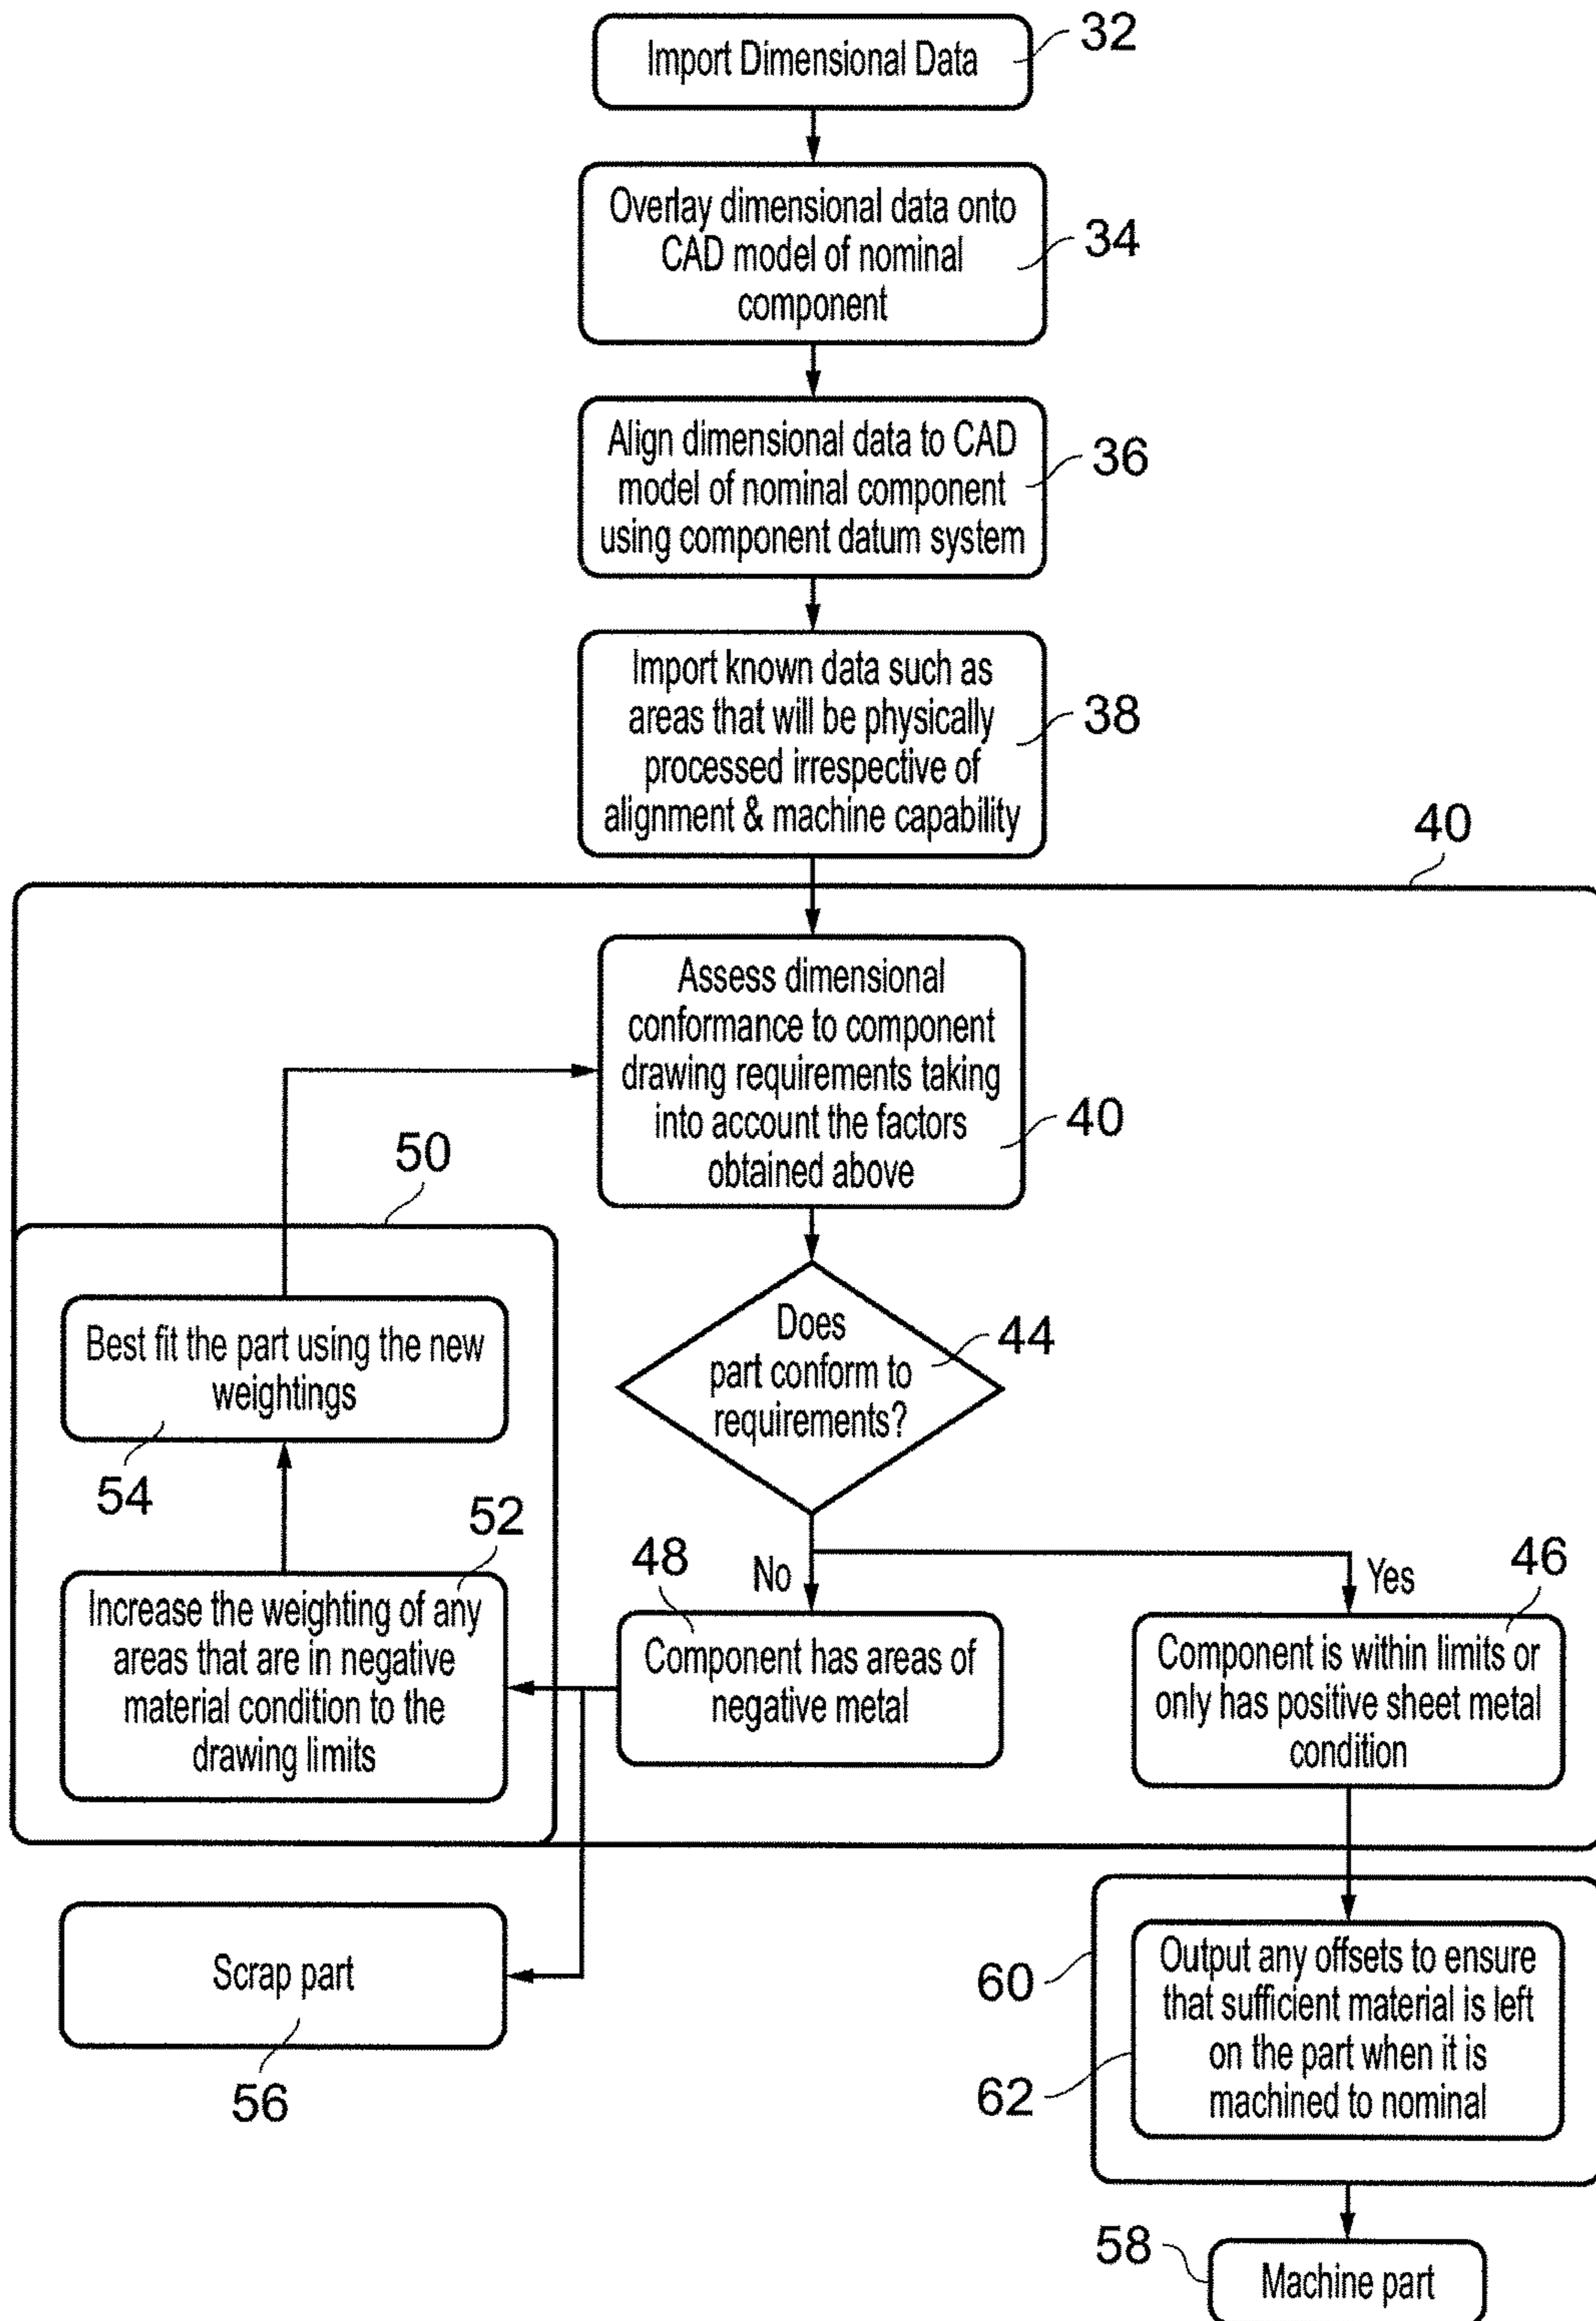 Import Dimensional Data
32
Overlay dimensional data onto
CAD model of nominal
component
34
Align dimensional data to CAD
model of nominal component
using component datum system
36
Import known data such as
areas that will be physically
processed irrespective of
alignment & machine capability
38
40
Assess dimensional
conformance to component
drawing requirements taking
into account the factors
obtained above
40
50
Best fit the part using the new
weightings
54
Does
part conform to
requirements?
44
52
Increase the weighting of any
areas that are in negative
material condition to the
drawing limits
No
48
Component has areas of
negative metal
Yes
46
Component is within limits or
only has positive sheet metal
condition
Scrap part
56
60
Output any offsets to ensure
that sufficient material is left
on the part when it is
machined to nominal
62
58
Machine part